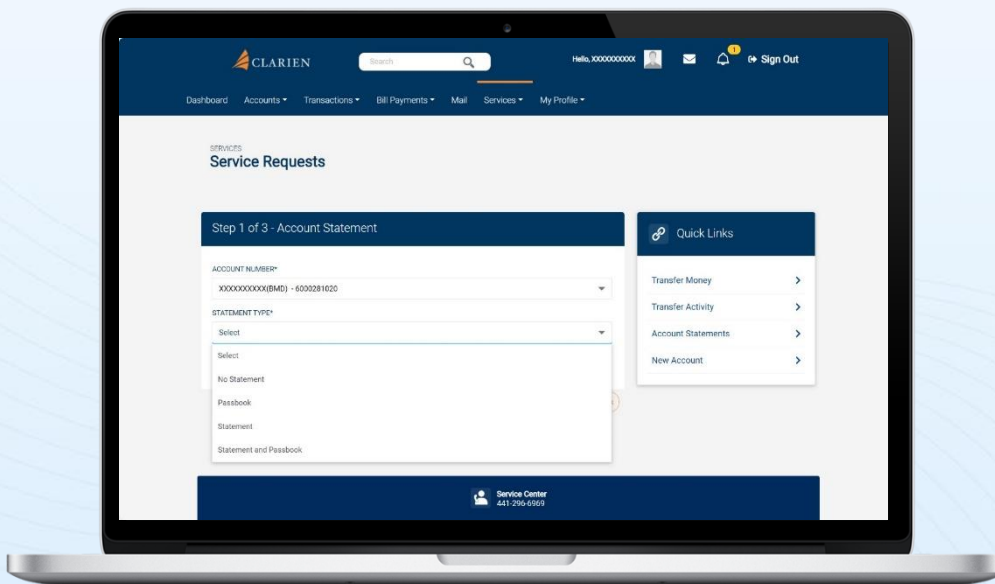 CLARIEN
Search
Hello, XXXXXXXXXX
1
Sign Out
Dashboard Accounts Transactions Bill Payments Mail Services My Profile
SERVICES
Service Requests
Step 1 of 3 - Account Statement
ACCOUNT NUMBER*
XXXXXXXXXX(BMD) - 6000281020
STATEMENT TYPE*
Select
Select
No Statement
Passbook
Statement
Statement and Passbook
Quick Links
Transfer Money
Transfer Activity
Account Statements
New Account
Service Center
441-296-6969